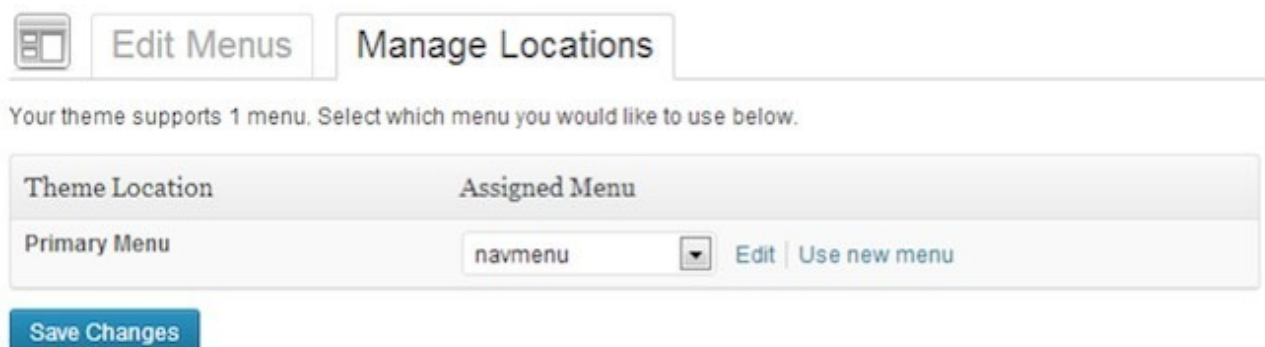 Edit Menus Manage Locations
Your theme supports 1 menu. Select which menu you would like to use below.
Theme Location Assigned Menu
Primary Menu navmenu Edit Use new menu
Save Changes